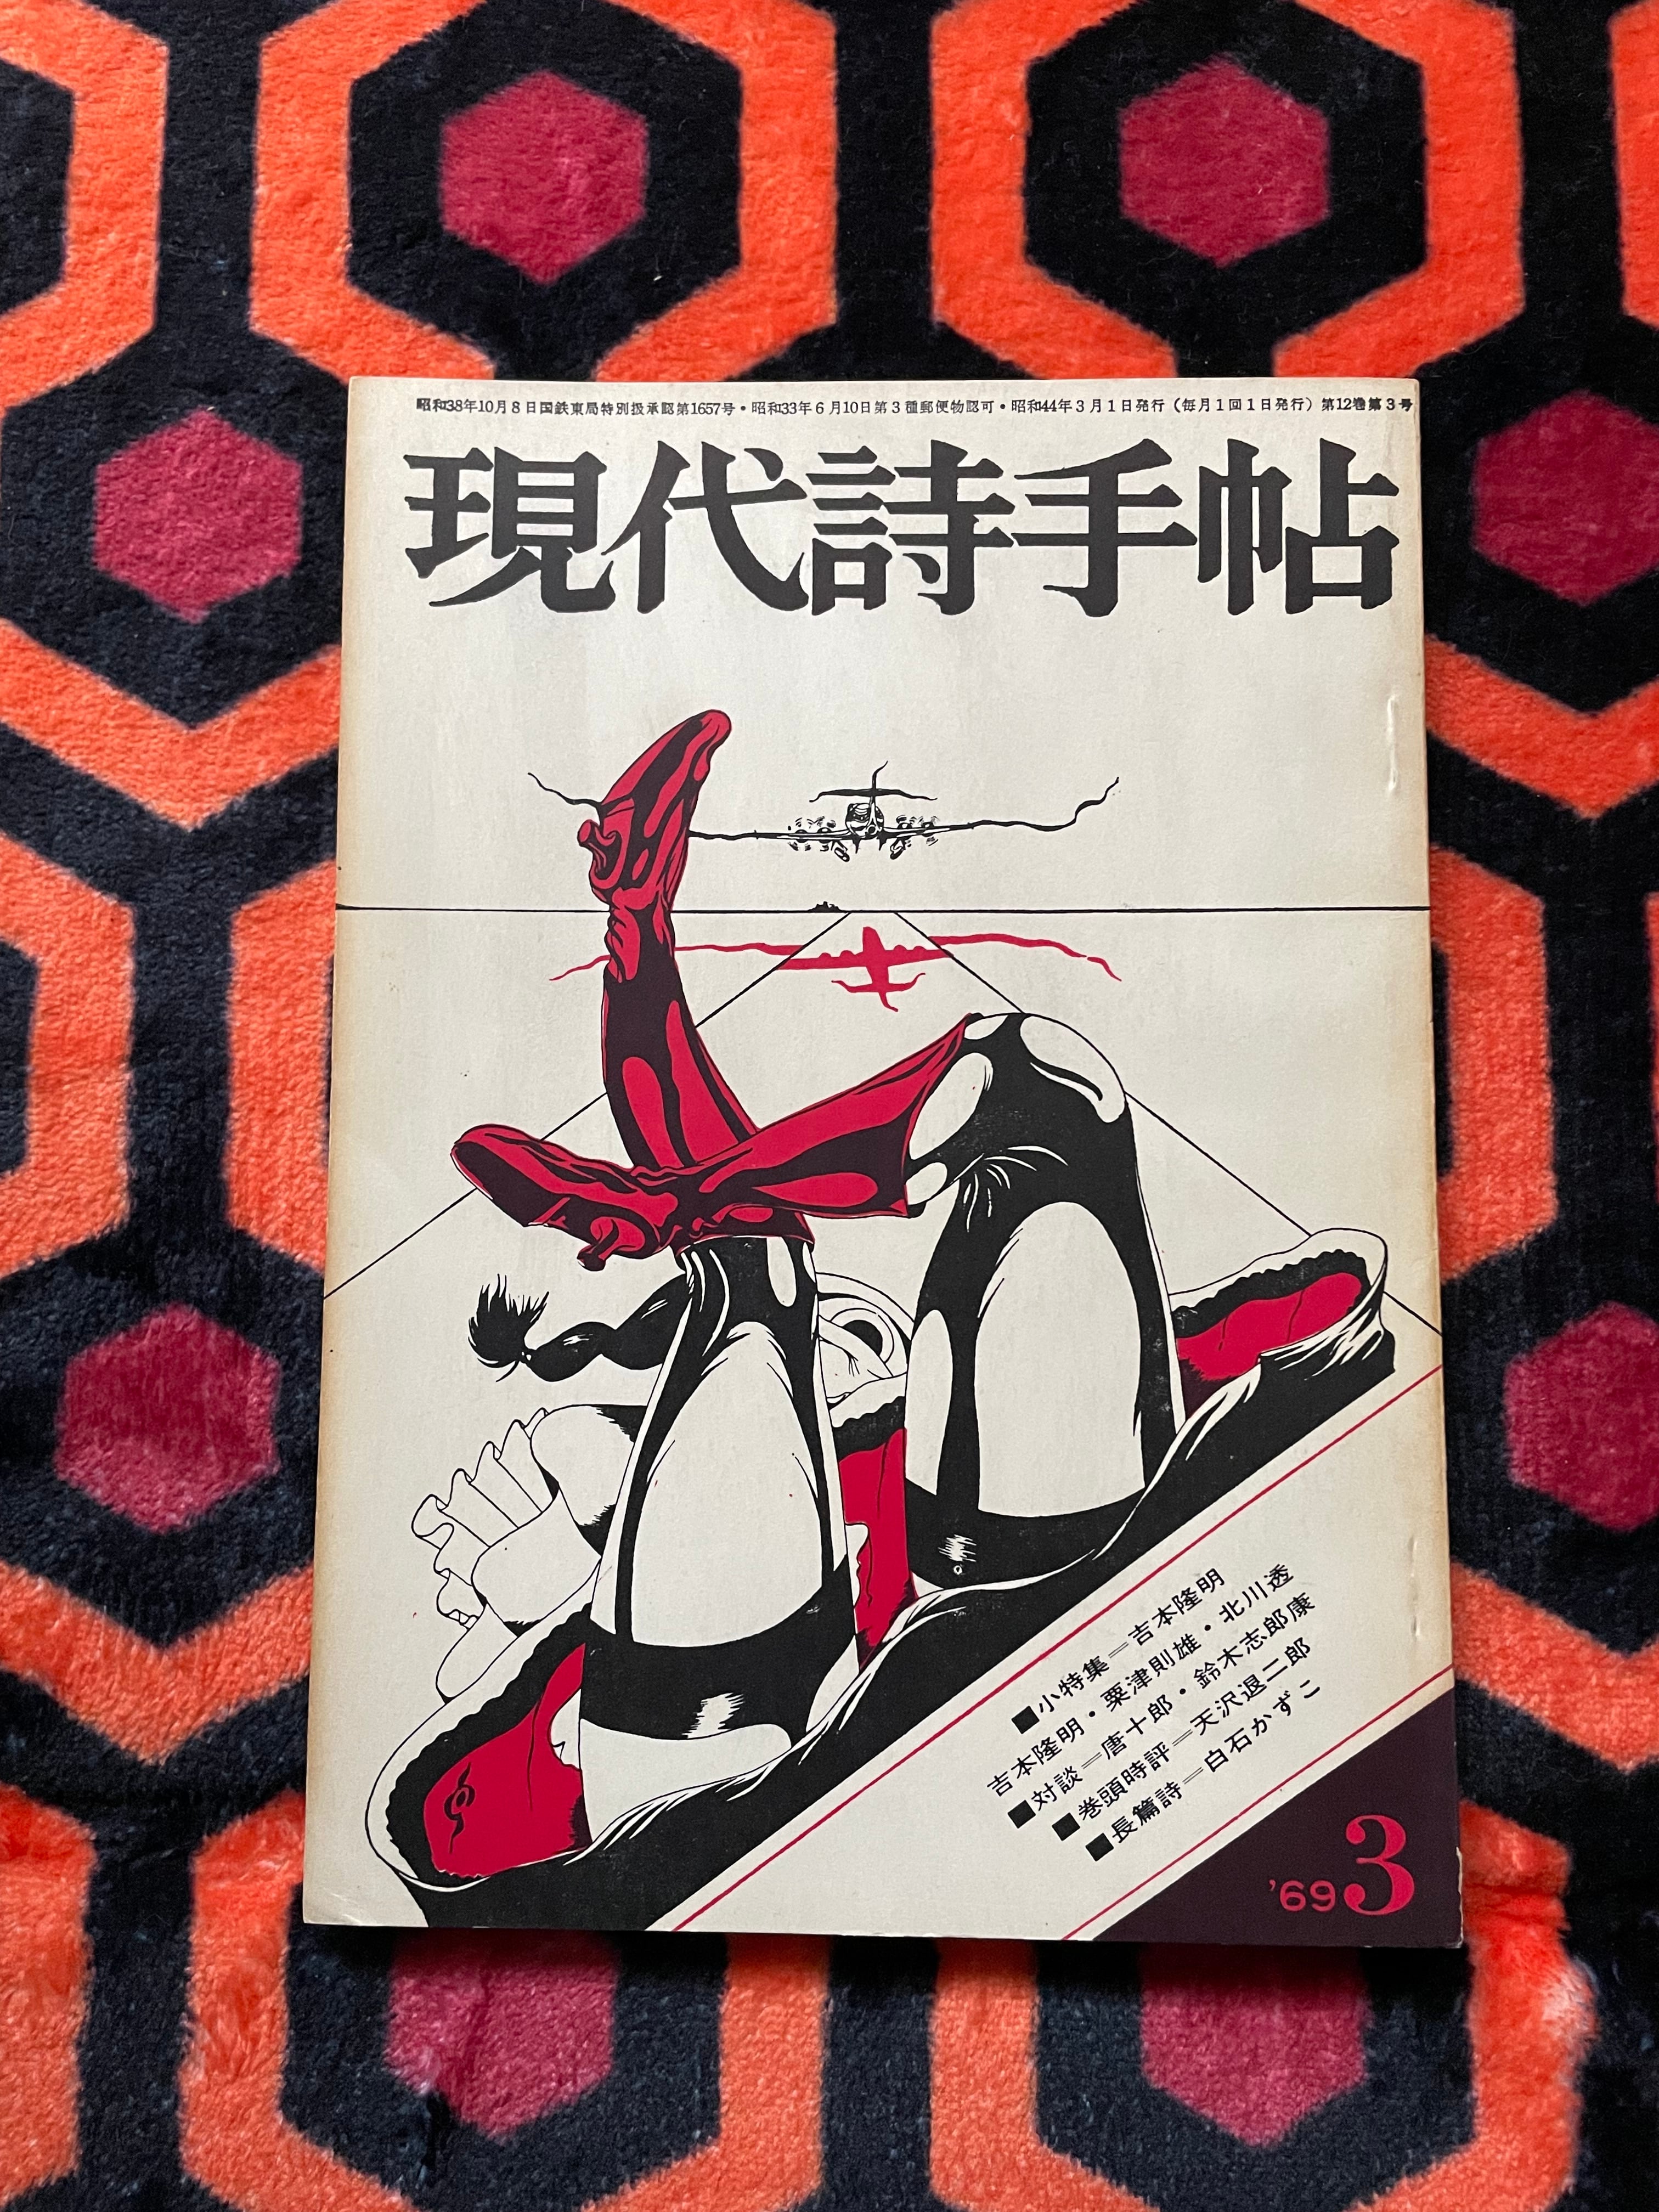 昭和38年10月8日国鉄東局特別扱承認第1657号・昭和33年6月10日第3種郵便物認可・昭和44年3月1日発行（毎月1回1日発行）第12巻第3号
現代詩手帖
■小特集＝吉本隆明
吉本隆明・粟津則雄・北川透
■対談＝唐十郎・鈴木志郎康
■巻頭時評＝天沢退二郎
■長篇詩＝白石かずこ
’69 3